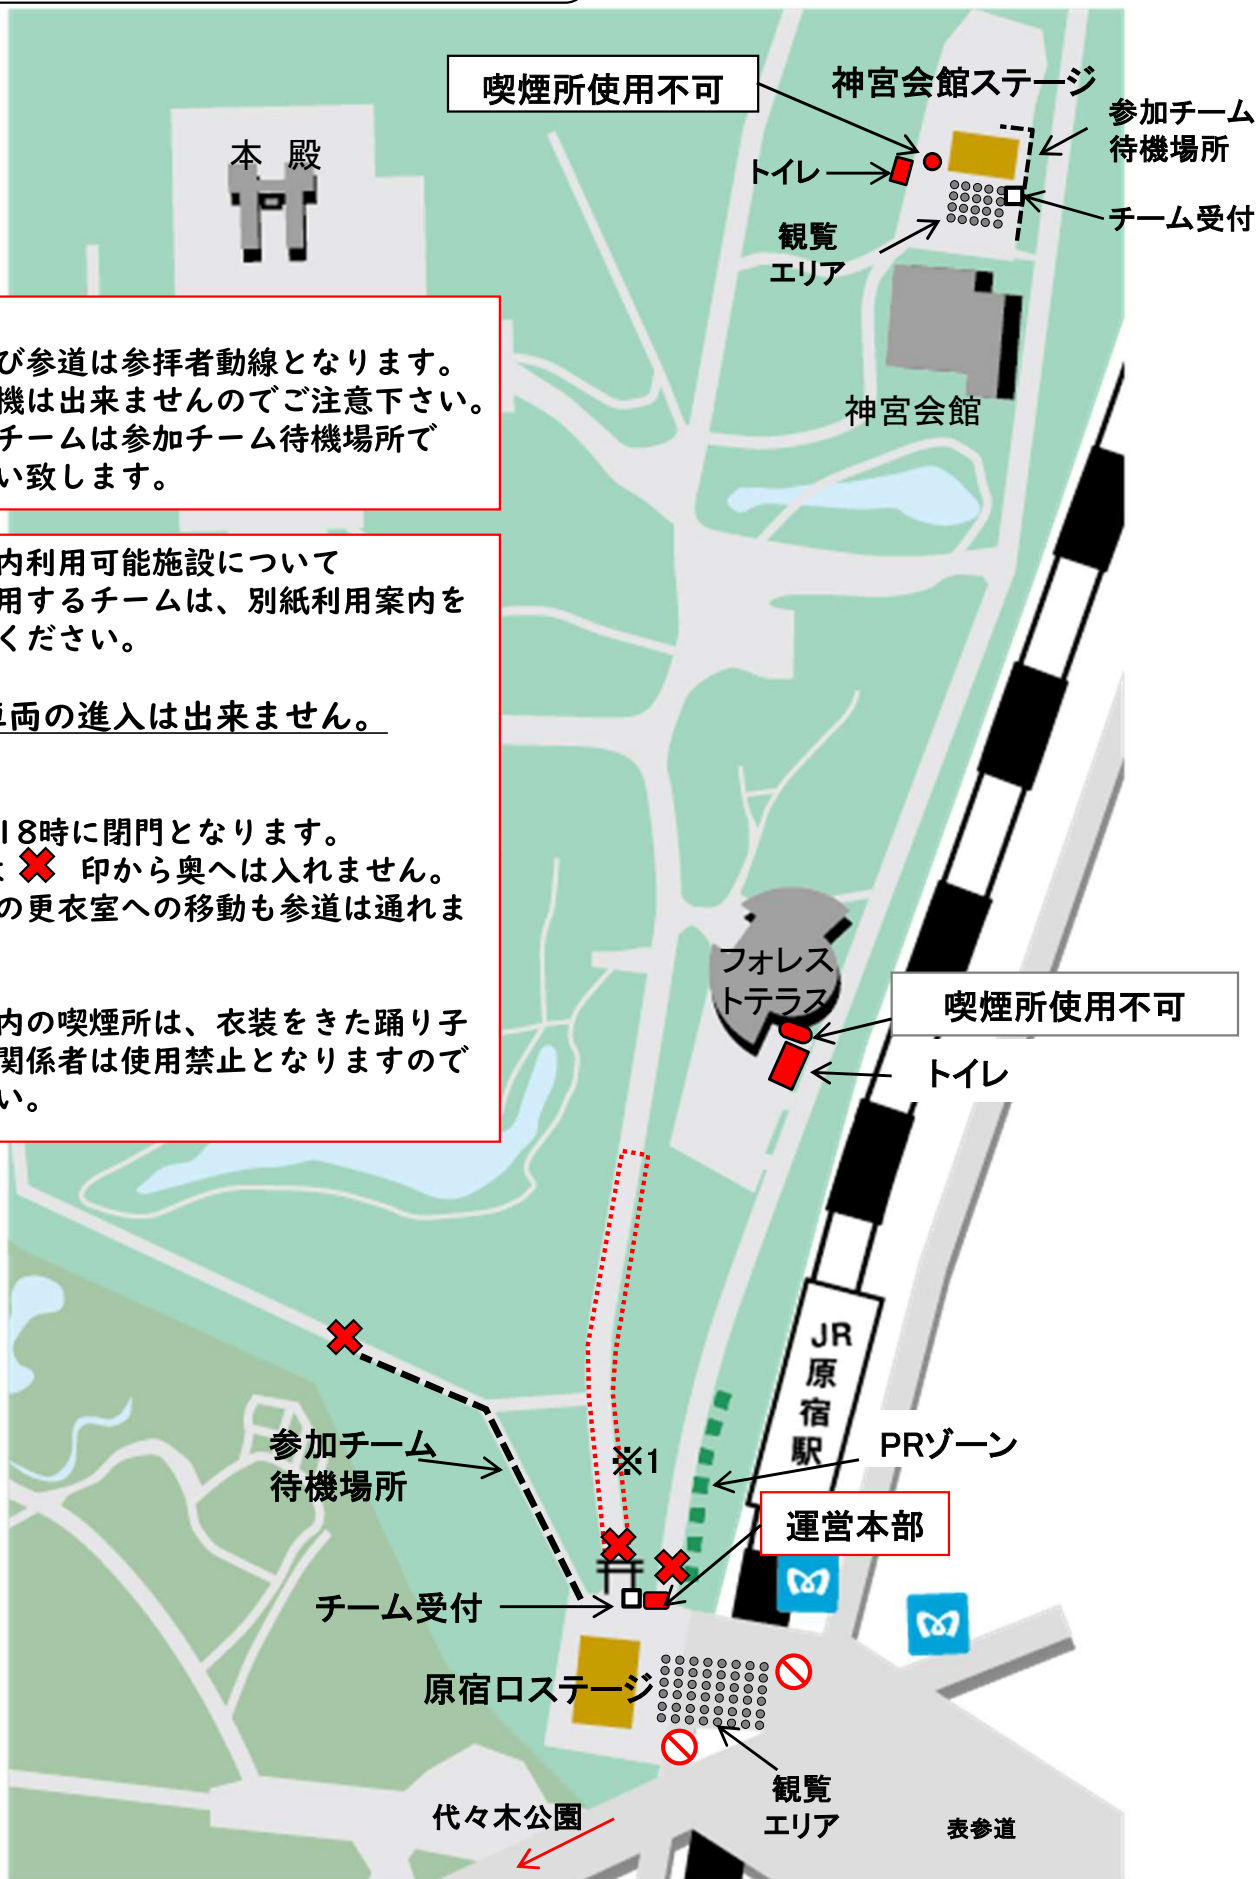 喫煙所使用不可
神宮会館ステージ
参加チーム
待機場所
本 殿
トイレ
チーム受付
観覧
エリア
び参道は参拝者動線となります。
機は出来ませんのでご注意下さい。
チームは参加チーム待機場所で
い致します。
神宮会館
内利用可能施設について
用するチームは、別紙利用案内を
ください。
車両の進入は出来ません。
18時に閉門となります。
は 印から奥へは入れません。
の更衣室への移動も参道は通れま
フォレス
トテラス
喫煙所使用不可
内の喫煙所は、衣装をきた踊り子
関係者は使用禁止となりますので
い。
トイレ
JR
原
宿
駅
参加チーム
待機場所
※1
PRゾーン
運営本部
チーム受付
原宿口ステージ
観覧
エリア
代々木公園
表参道